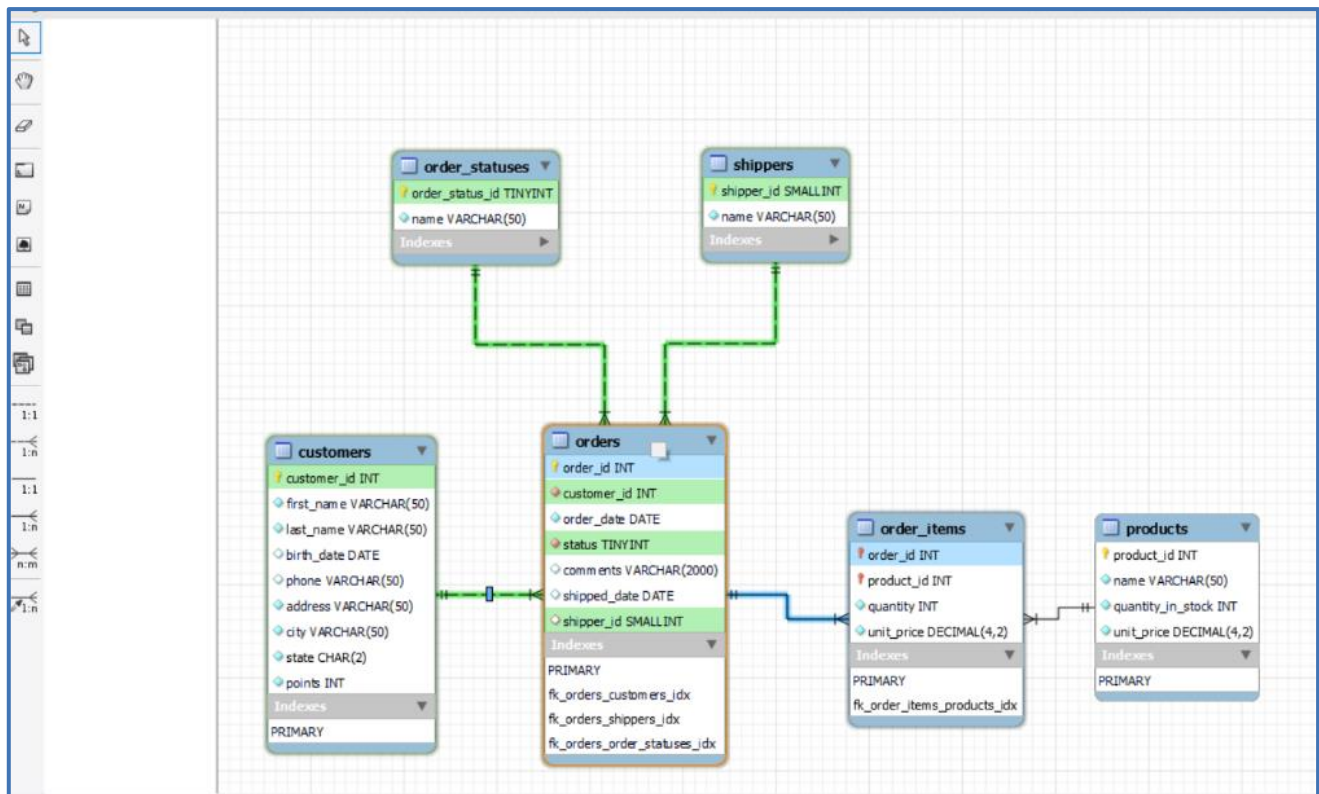 1:1
1:n
1:1
1:n
n:m
1:n
order_statuses
order_status_id TINYINT
name VARCHAR(50)
Indexes
shippers
shipper_id SMALLINT
name VARCHAR(50)
Indexes
customers
customer_id INT
first_name VARCHAR(50)
last_name VARCHAR(50)
birth_date DATE
phone VARCHAR(50)
address VARCHAR(50)
city VARCHAR(50)
state CHAR(2)
points INT
Indexes
PRIMARY
orders
order_id INT
customer_id INT
order_date DATE
status TINYINT
comments VARCHAR(2000)
shipped_date DATE
shipper_id SMALLINT
Indexes
PRIMARY
fk_orders_customers_idx
fk_orders_shippers_idx
fk_orders_order_statuses_idx
order_items
order_id INT
product_id INT
quantity INT
unit_price DECIMAL(4,2)
Indexes
PRIMARY
fk_order_items_products_idx
products
product_id INT
name VARCHAR(50)
quantity_in_stock INT
unit_price DECIMAL(4,2)
Indexes
PRIMARY